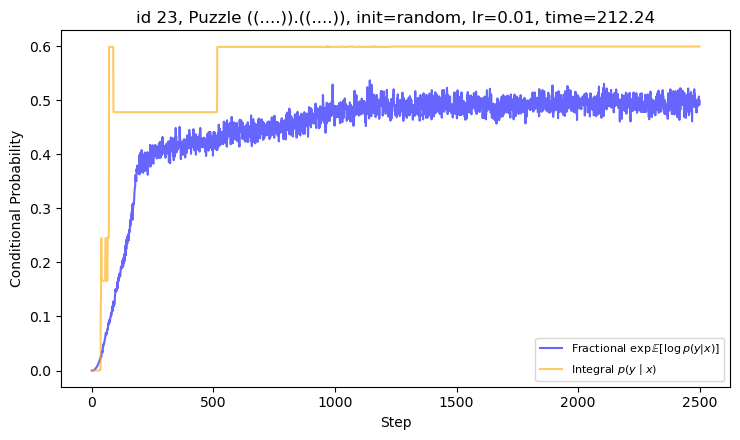 id 23, Puzzle ((....)).((....)), init=random, lr=0.01, time=212.24
Conditional Probability
0.6
0.5
0.4
0.3
0.2
0.1
0.0
Fractional exp𝔼[log p(y|x)]
Integral p(y | x)
0 500 1000 1500 2000 2500
Step